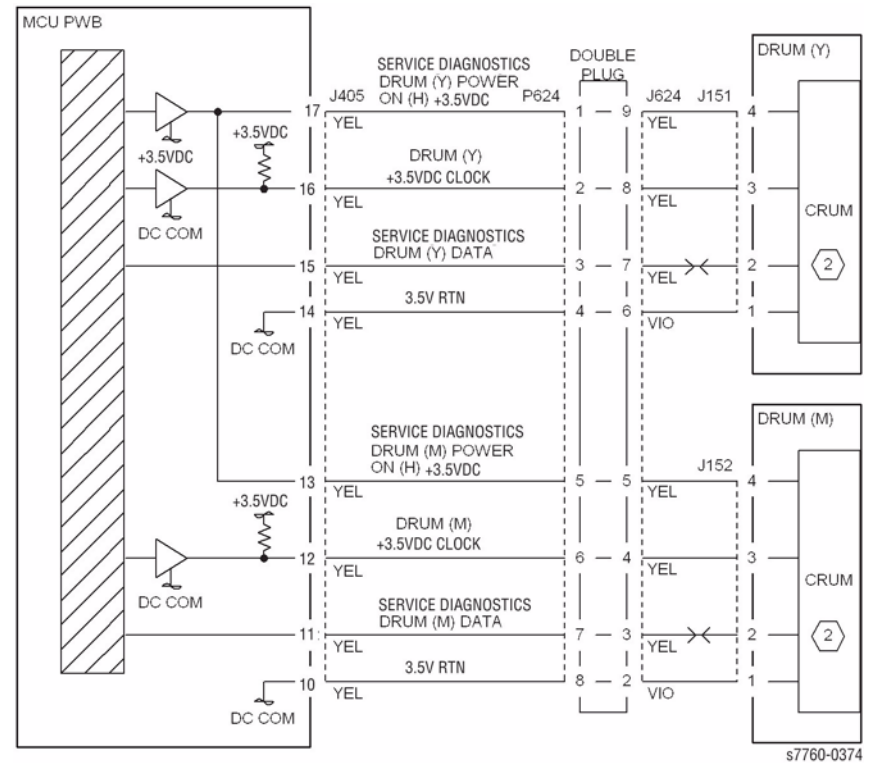 MCU PWB
DOUBLE
PLUG
DRUM (Y)
SERVICE DIAGNOSTICS
DRUM (Y) POWER
ON (H) +3.5VDC
J405
P624
J624
J151
17
1
9
4
YEL
YEL
+3.5VDC
+3.5VDC
DRUM (Y)
+3.5VDC CLOCK
16
2
8
3
YEL
YEL
CRUM
DC COM
SERVICE DIAGNOSTICS
DRUM (Y) DATA
15
3
7
2
2
YEL
YEL
3.5V RTN
14
4
6
1
YEL
VIO
DC COM
DRUM (M)
SERVICE DIAGNOSTICS
DRUM (M) POWER
ON (H) +3.5VDC
J152
13
5
5
4
YEL
YEL
+3.5VDC
DRUM (M)
+3.5VDC CLOCK
12
6
4
3
YEL
YEL
CRUM
DC COM
SERVICE DIAGNOSTICS
DRUM (M) DATA
11
7
3
2
2
YEL
YEL
3.5V RTN
10
8
2
1
YEL
VIO
DC COM
s7760-0374